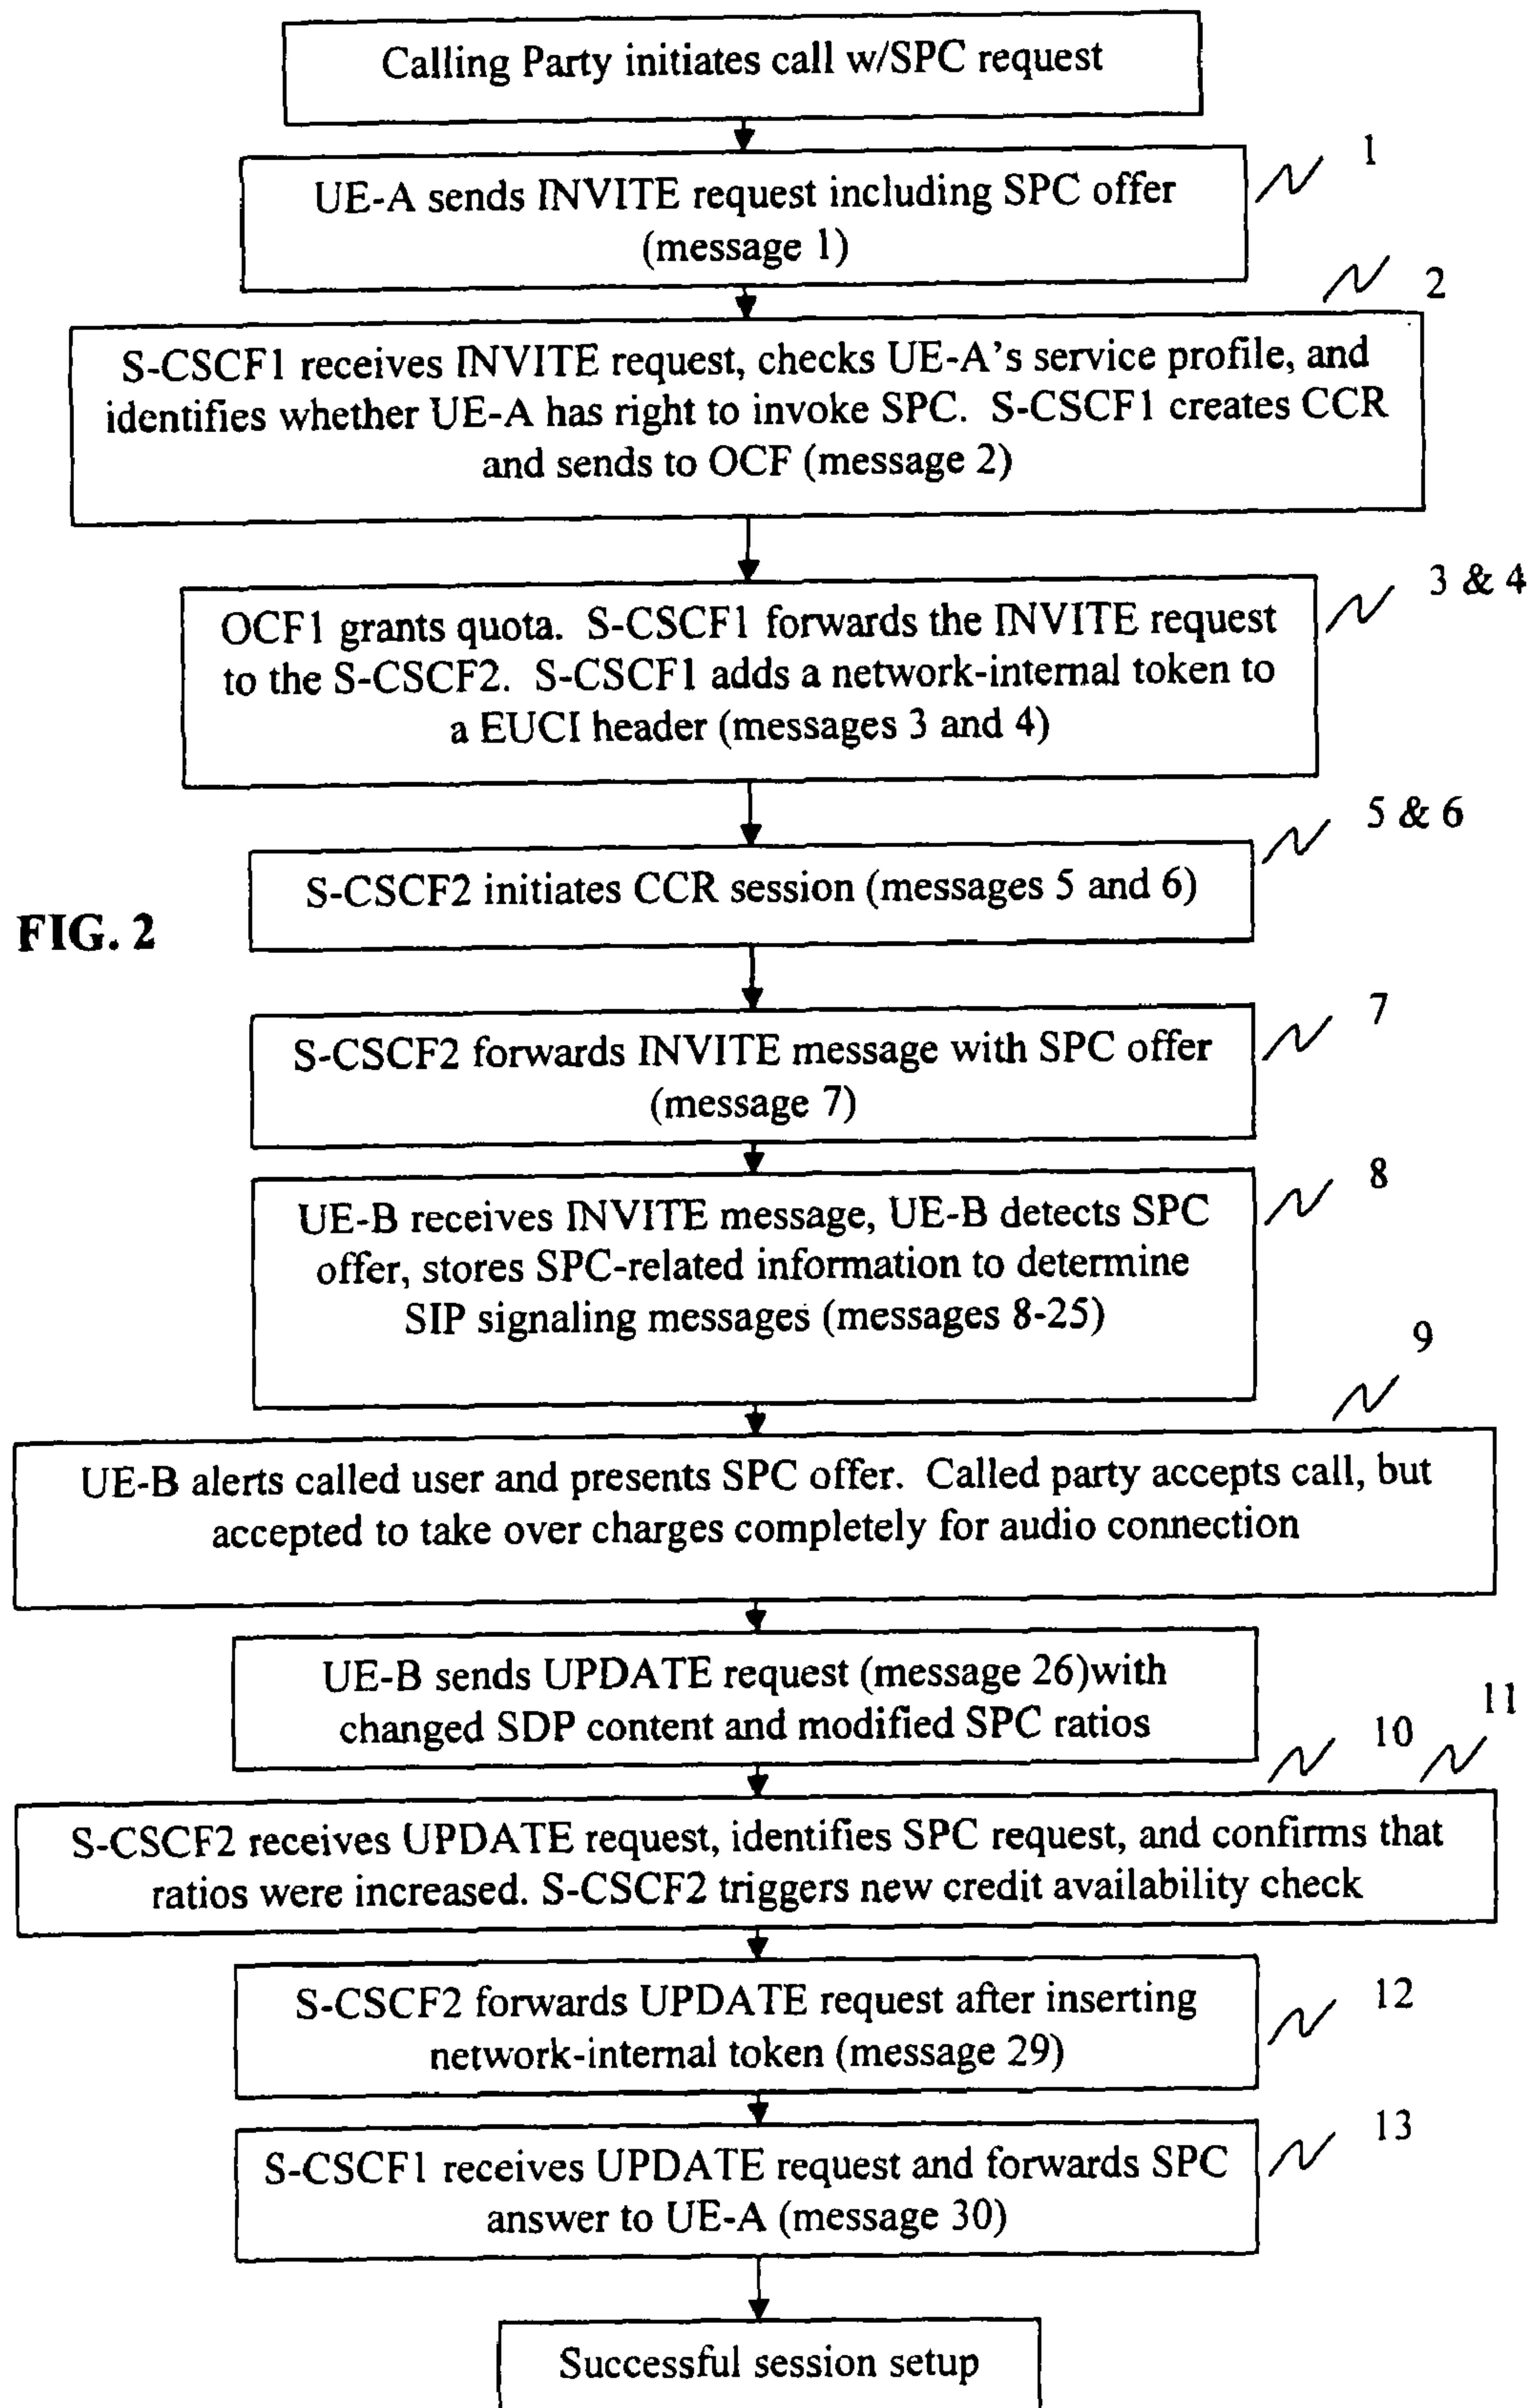 Calling Party initiates call w/SPC request
1
UE-A sends INVITE request including SPC offer
(message 1)
2
S-CSCF1 receives INVITE request, checks UE-A's service profile, and
identifies whether UE-A has right to invoke SPC. S-CSCF1 creates CCR
and sends to OCF (message 2)
3 & 4
OCF1 grants quota. S-CSCF1 forwards the INVITE request
to the S-CSCF2. S-CSCF1 adds a network-internal token to
a EUCI header (messages 3 and 4)
5 & 6
S-CSCF2 initiates CCR session (messages 5 and 6)
FIG. 2
7
S-CSCF2 forwards INVITE message with SPC offer
(message 7)
8
UE-B receives INVITE message, UE-B detects SPC
offer, stores SPC-related information to determine
SIP signaling messages (messages 8-25)
9
UE-B alerts called user and presents SPC offer. Called party accepts call, but
accepted to take over charges completely for audio connection
UE-B sends UPDATE request (message 26)with
changed SDP content and modified SPC ratios
10
11
S-CSCF2 receives UPDATE request, identifies SPC request, and confirms that
ratios were increased. S-CSCF2 triggers new credit availability check
12
S-CSCF2 forwards UPDATE request after inserting
network-internal token (message 29)
13
S-CSCF1 receives UPDATE request and forwards SPC
answer to UE-A (message 30)
Successful session setup